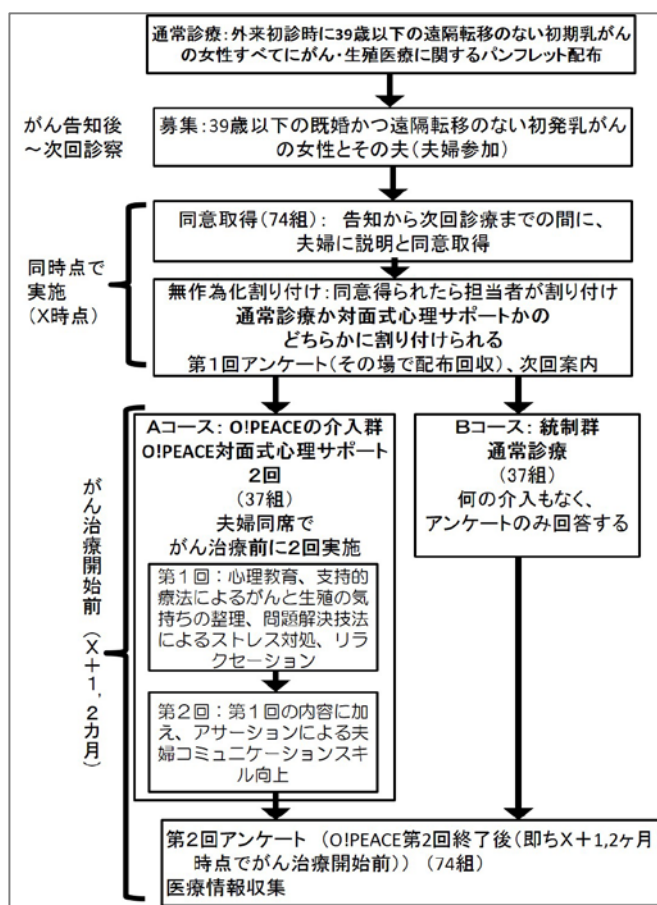 通常診療：外来初診時に39歳以下の遠隔転移のない初期乳がん
の女性すべてにがん・生殖医療に関するパンフレット配布
がん告知後
～次回診察
募集：39歳以下の既婚かつ遠隔転移のない初発乳がん
の女性とその夫（夫婦参加）
同時点で
実施
（X時点）
同意取得（74組）： 告知から次回診療までの間に、
夫婦に説明と同意取得
無作為化割り付け：同意得られたら担当者が割り付け
通常診療か対面式心理サポートかの
どちらかに割り付けられる
第１回アンケート（その場で配布回収）、次回案内
がん治療開始前（X＋１,２カ月）
Ａコース： O!PEACEの介入群
O!PEACE対面式心理サポート
２回
（37組）
夫婦同席で
がん治療前に２回実施
第１回：心理教育、支持的
療法によるがんと生殖の気
持ちの整理、問題解決技法
によるストレス対処、リラ
クセーション
第２回：第１回の内容に加
え、アサーションによる夫
婦コミュニケーションスキ
ル向上
Ｂコース： 統制群
通常診療
（37組）
何の介入もなく、
アンケートのみ回答する
第２回アンケート （O!PEACE第２回終了後（即ちX＋1,2ヶ月
時点でがん治療開始前）） （74組）
医療情報収集